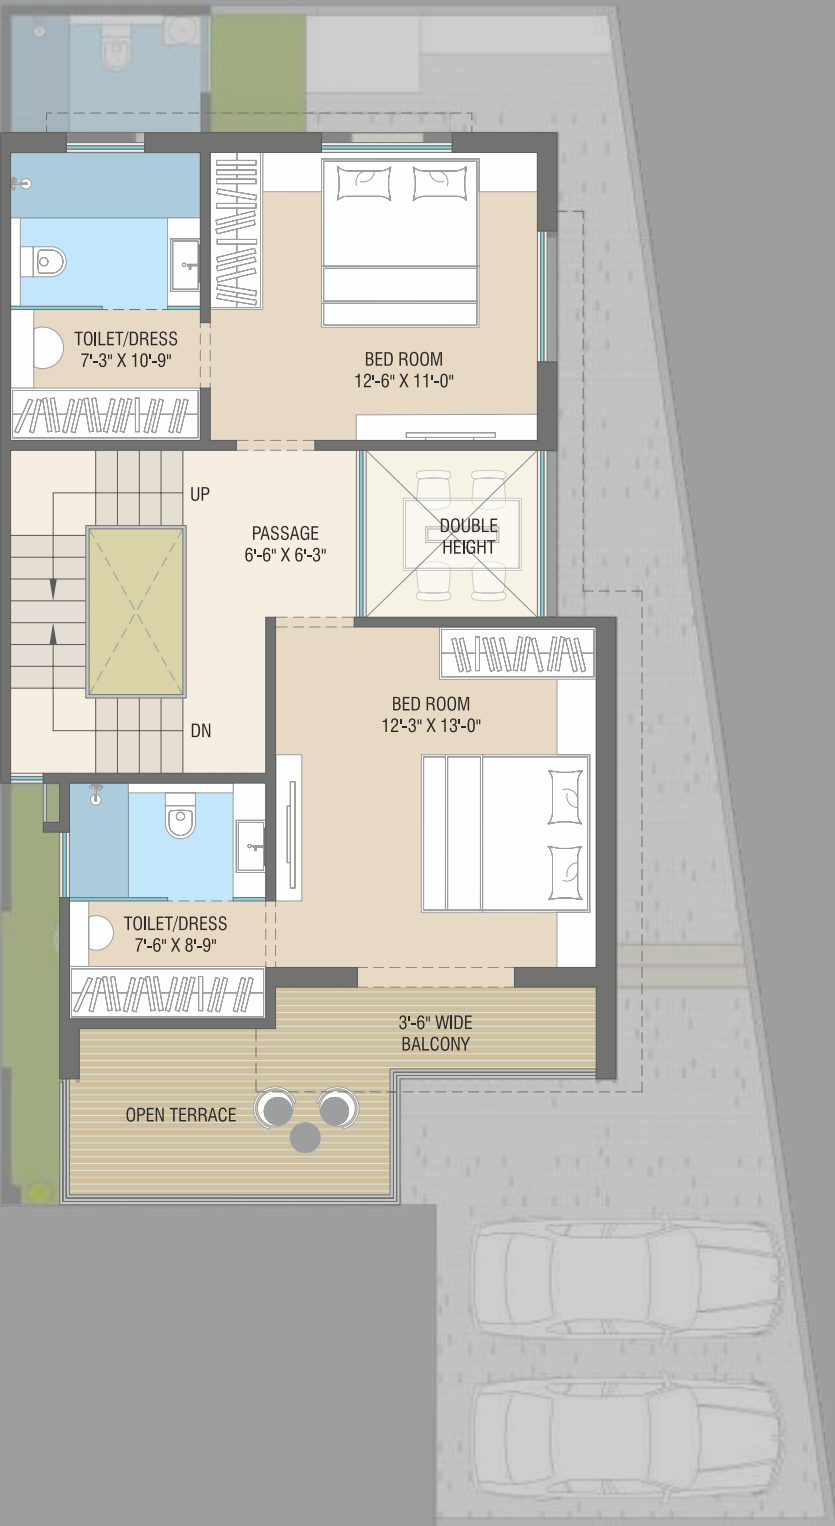 TOILET/DRESS
7'-3" X 10'-9"
BED ROOM
12'-6" X 11'-0"
UP
PASSAGE
6'-6" X 6'-3"
DOUBLE
HEIGHT
BED ROOM
12'-3" X 13'-0"
DN
TOILET/DRESS
7'-6" X 8'-9"
3'-6" WIDE
BALCONY
OPEN TERRACE